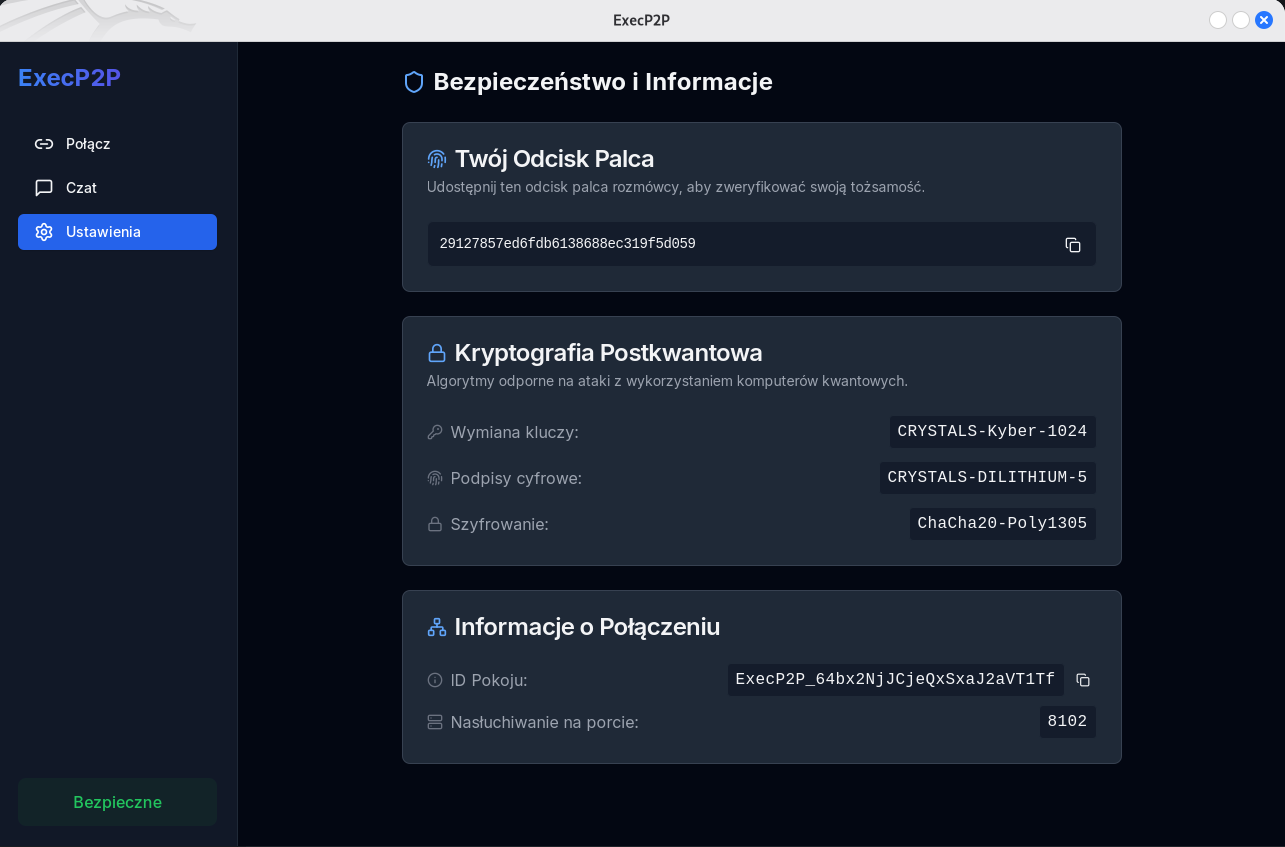 ExecP2P
ExecP2P
Połącz
Czat
Ustawienia
Bezpieczne
Bezpieczeństwo i Informacje
Twój Odcisk Palca
Udostępnij ten odcisk palca rozmówcy, aby zweryfikować swoją tożsamość.
29127857ed6fdb6138688ec319f5d059
Kryptografia Postkwantowa
Algorytmy odporne na ataki z wykorzystaniem komputerów kwantowych.
Wymiana kluczy: CRYSTALS-Kyber-1024
Podpisy cyfrowe: CRYSTALS-DILITHIUM-5
Szyfrowanie: ChaCha20-Poly1305
Informacje o Połączeniu
ID Pokoju: ExecP2P_64bx2NjJCjeQxSxaJ2aVT1Tf
Nasłuchiwanie na porcie: 8102